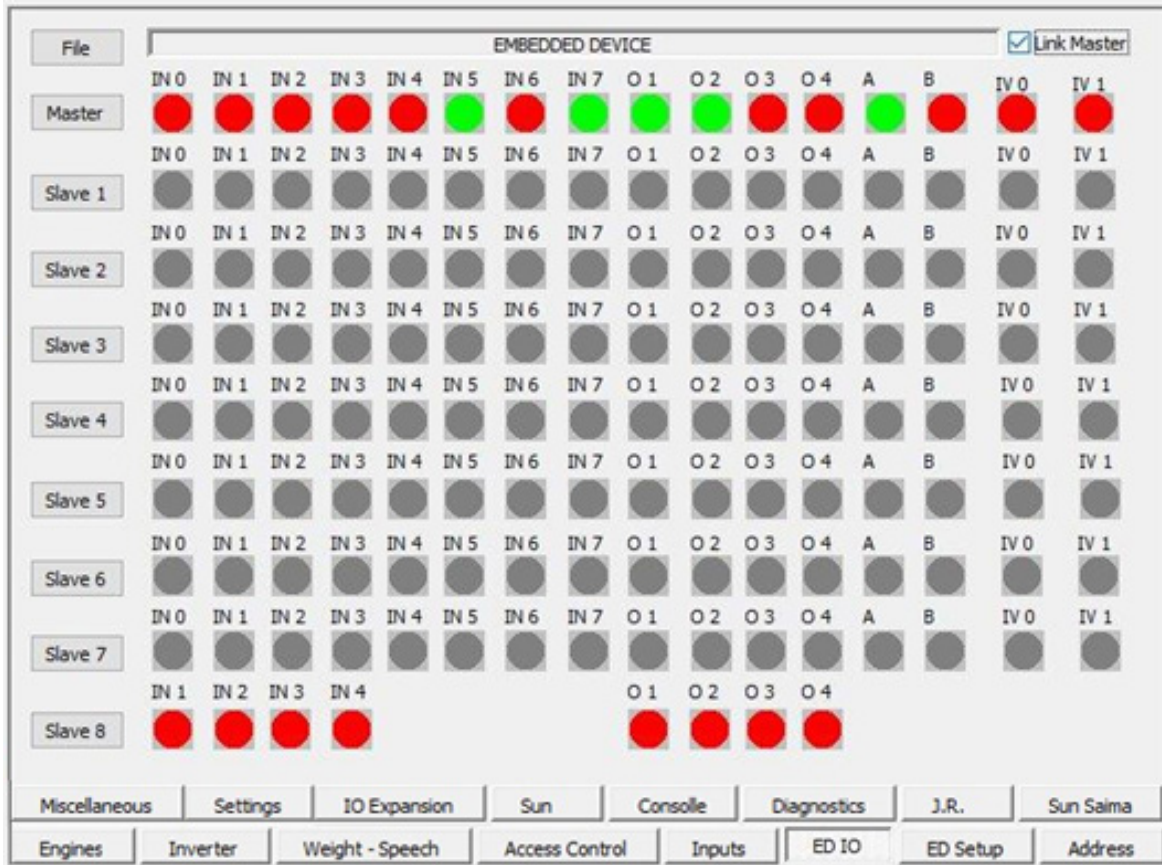 File EMBEDDED DEVICE Link Master
IN 0 IN 1 IN 2 IN 3 IN 4 IN 5 IN 6 IN 7 O 1 O 2 O 3 O 4 A B IV 0 IV 1
Master
IN 0 IN 1 IN 2 IN 3 IN 4 IN 5 IN 6 IN 7 O 1 O 2 O 3 O 4 A B IV 0 IV 1
Slave 1
IN 0 IN 1 IN 2 IN 3 IN 4 IN 5 IN 6 IN 7 O 1 O 2 O 3 O 4 A B IV 0 IV 1
Slave 2
IN 0 IN 1 IN 2 IN 3 IN 4 IN 5 IN 6 IN 7 O 1 O 2 O 3 O 4 A B IV 0 IV 1
Slave 3
IN 0 IN 1 IN 2 IN 3 IN 4 IN 5 IN 6 IN 7 O 1 O 2 O 3 O 4 A B IV 0 IV 1
Slave 4
IN 0 IN 1 IN 2 IN 3 IN 4 IN 5 IN 6 IN 7 O 1 O 2 O 3 O 4 A B IV 0 IV 1
Slave 5
IN 0 IN 1 IN 2 IN 3 IN 4 IN 5 IN 6 IN 7 O 1 O 2 O 3 O 4 A B IV 0 IV 1
Slave 6
IN 0 IN 1 IN 2 IN 3 IN 4 IN 5 IN 6 IN 7 O 1 O 2 O 3 O 4 A B IV 0 IV 1
Slave 7
IN 1 IN 2 IN 3 IN 4 O 1 O 2 O 3 O 4
Slave 8
Miscellaneous Settings IO Expansion Sun Consolle Diagnostics J.R. Sun Saima
Engines Inverter Weight - Speech Access Control Inputs ED IO ED Setup Address